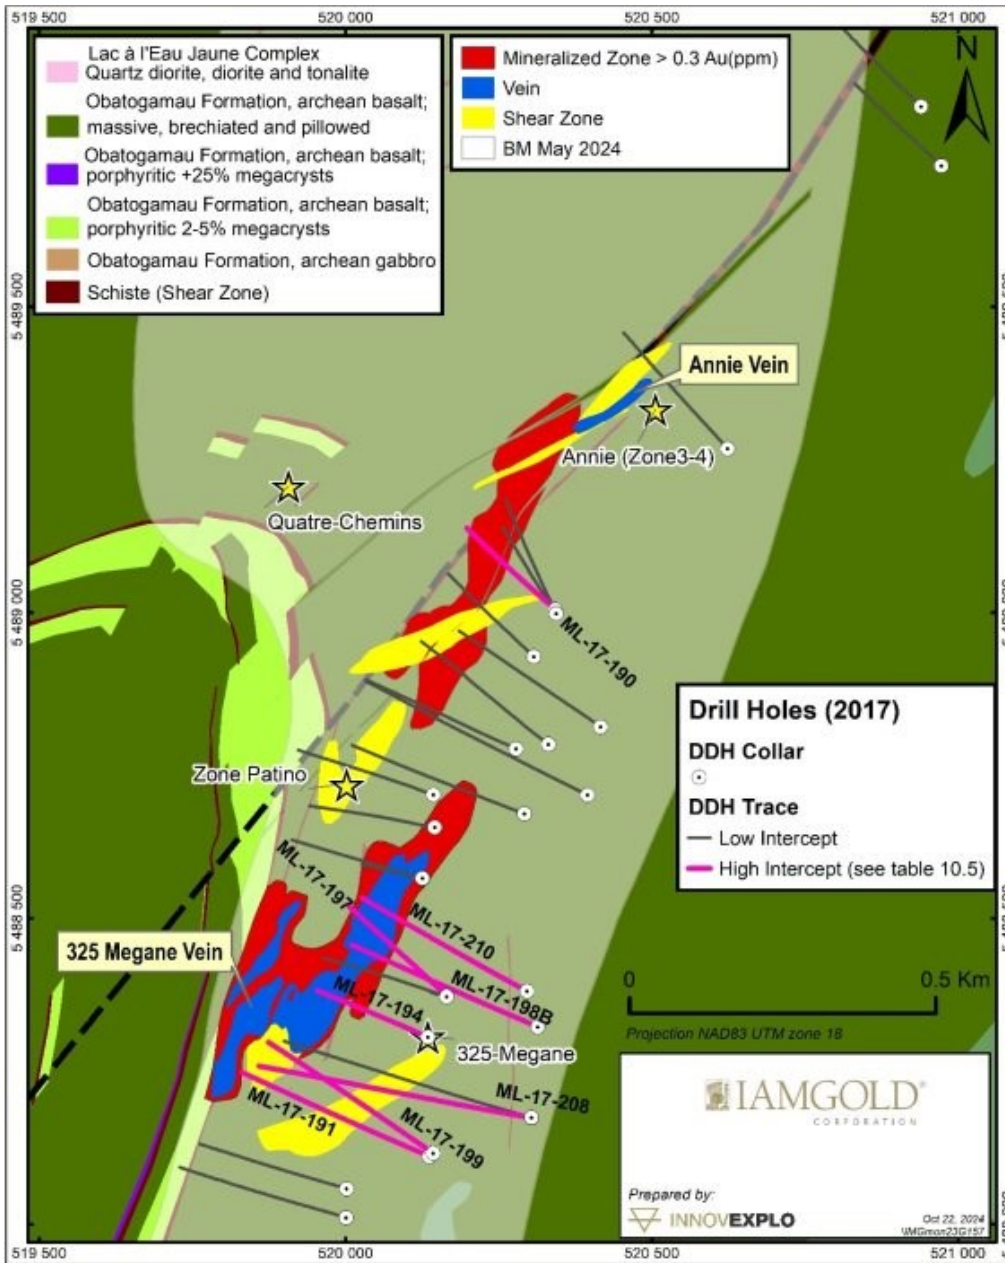 519 500
520 000
520 500
521 000
Lac à l'Eau Jaune Complex
Quartz diorite, diorite and tonalite
Obatogamau Formation, archean basalt;
massive, brechiated and pillowed
Obatogamau Formation, archean basalt;
porphyritic +25% megacrysts
Obatogamau Formation, archean basalt;
porphyritic 2-5% megacrysts
Obatogamau Formation, archean gabbro
Schiste (Shear Zone)
Mineralized Zone > 0.3 Au(ppm)
Vein
Shear Zone
BM May 2024
N
5 489 500
Annie Vein
Annie (Zone3-4)
Quatre-Chemins
5 489 000
ML-17-190
Zone Patino
Drill Holes (2017)
DDH Collar
DDH Trace
Low Intercept
High Intercept (see table 10.5)
ML-17-197
5 488 500
ML-17-210
325 Megane Vein
ML-17-198B
ML-17-194
325-Megane
0
0.5 Km
Projection NAD83 UTM zone 18
ML-17-208
ML-17-191
ML-17-199
IAMGOLD®
CORPORATION
Prepared by:
INNOVEXPLO
Oct 22, 2024
519 500
520 000
520 500
521 000